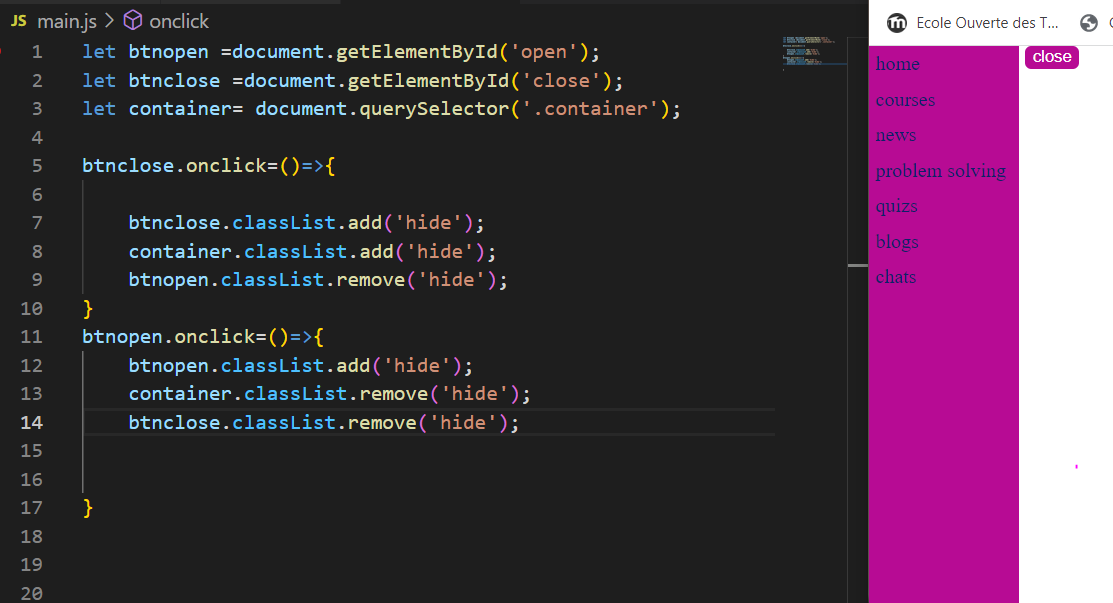 JS main.js > onclick
1 let btnopen =document.getElementById('open');
2 let btnclose =document.getElementById('close');
3 let container= document.querySelector('.container');
4
5 btnclose.onclick=()=>{
6
7 btnclose.classList.add('hide');
8 container.classList.add('hide');
9 btnopen.classList.remove('hide');
10 }
11 btnopen.onclick=()=>{
12 btnopen.classList.add('hide');
13 container.classList.remove('hide');
14 btnclose.classList.remove('hide');
15
16
17 }
18
19
20
Ecole Ouverte des T...
home
close
courses
news
problem solving
quizs
blogs
chats